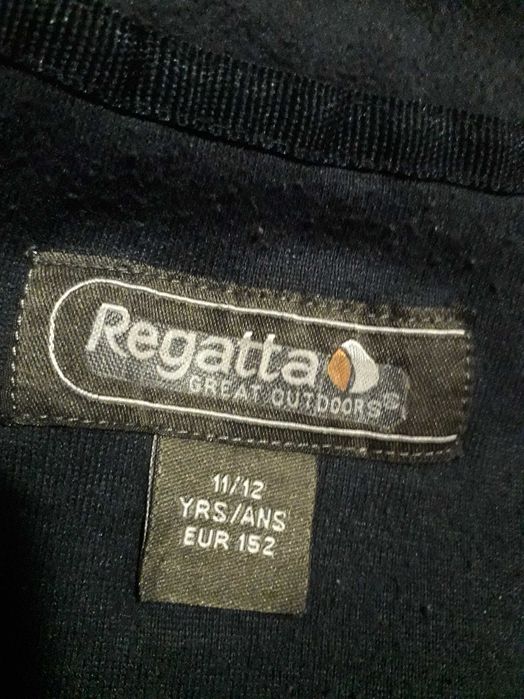 Regatta
GREAT OUTDOORS®
11/12
YRS/ANS
EUR 152